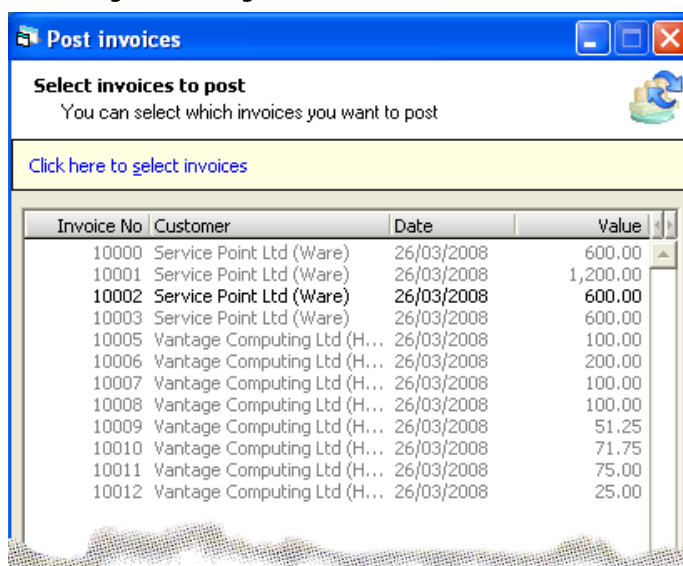 Post invoices
Select invoices to post
You can select which invoices you want to post
Click here to select invoices
Invoice No Customer Date Value
10000 Service Point Ltd (Ware) 26/03/2008 600.00
10001 Service Point Ltd (Ware) 26/03/2008 1,200.00
10002 Service Point Ltd (Ware) 26/03/2008 600.00
10003 Service Point Ltd (Ware) 26/03/2008 600.00
10005 Vantage Computing Ltd (H... 26/03/2008 100.00
10006 Vantage Computing Ltd (H... 26/03/2008 200.00
10007 Vantage Computing Ltd (H... 26/03/2008 100.00
10008 Vantage Computing Ltd (H... 26/03/2008 100.00
10009 Vantage Computing Ltd (H... 26/03/2008 51.25
10010 Vantage Computing Ltd (H... 26/03/2008 71.75
10011 Vantage Computing Ltd (H... 26/03/2008 75.00
10012 Vantage Computing Ltd (H... 26/03/2008 25.00